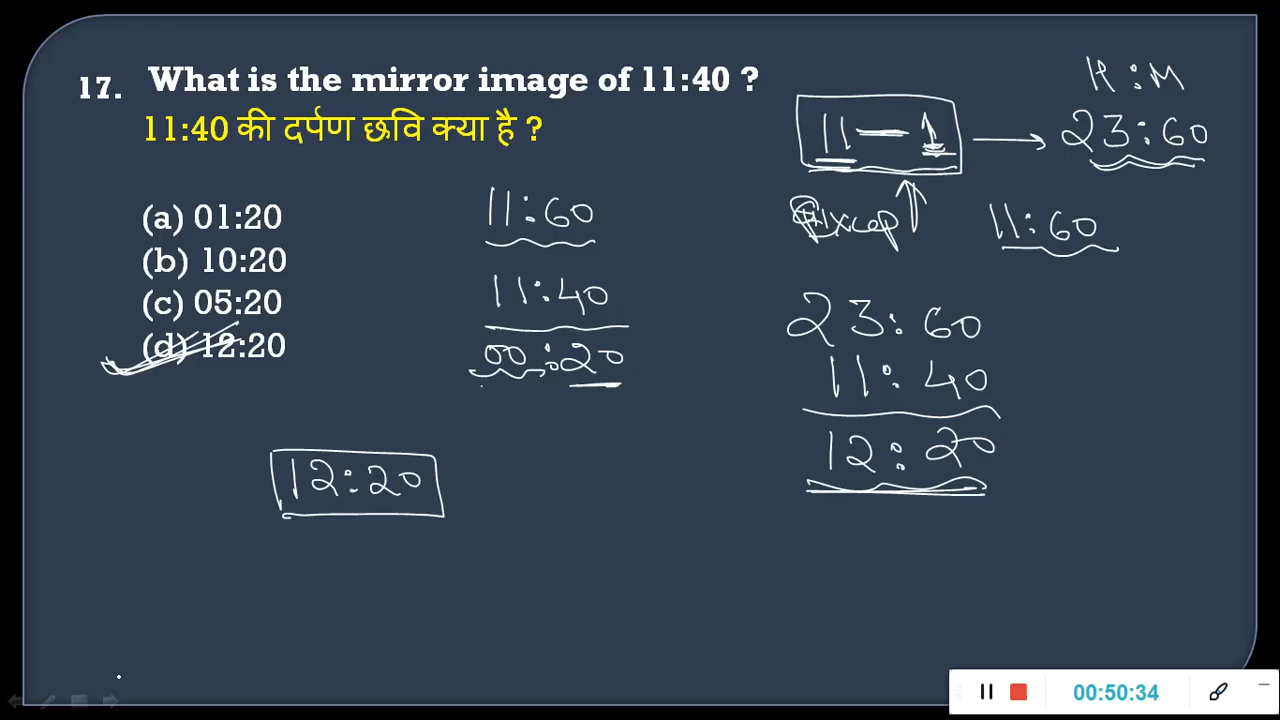 17. What is the mirror image of 11:40 ?
11:40 की दर्पण छवि क्या है ?
(a) 01:20
(b) 10:20
(c) 05:20
(d) 12:20
11:60
11:40
00:20
12:20
H:M
11 — 1 → 23:60
11:60
23:60
11:40
12:20
00:50:34